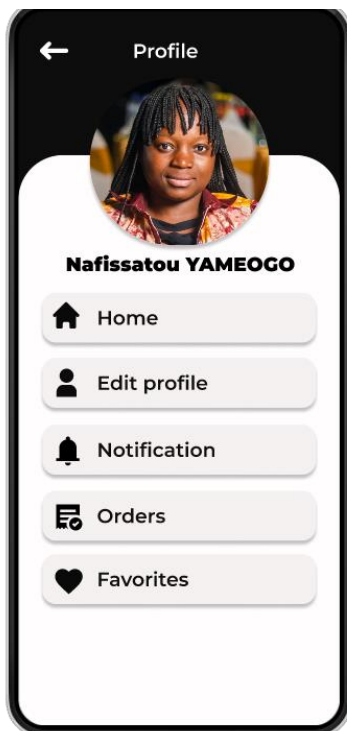 Profile
Nafissatou YAMEOGO
Home
Edit profile
Notification
Orders
Favorites